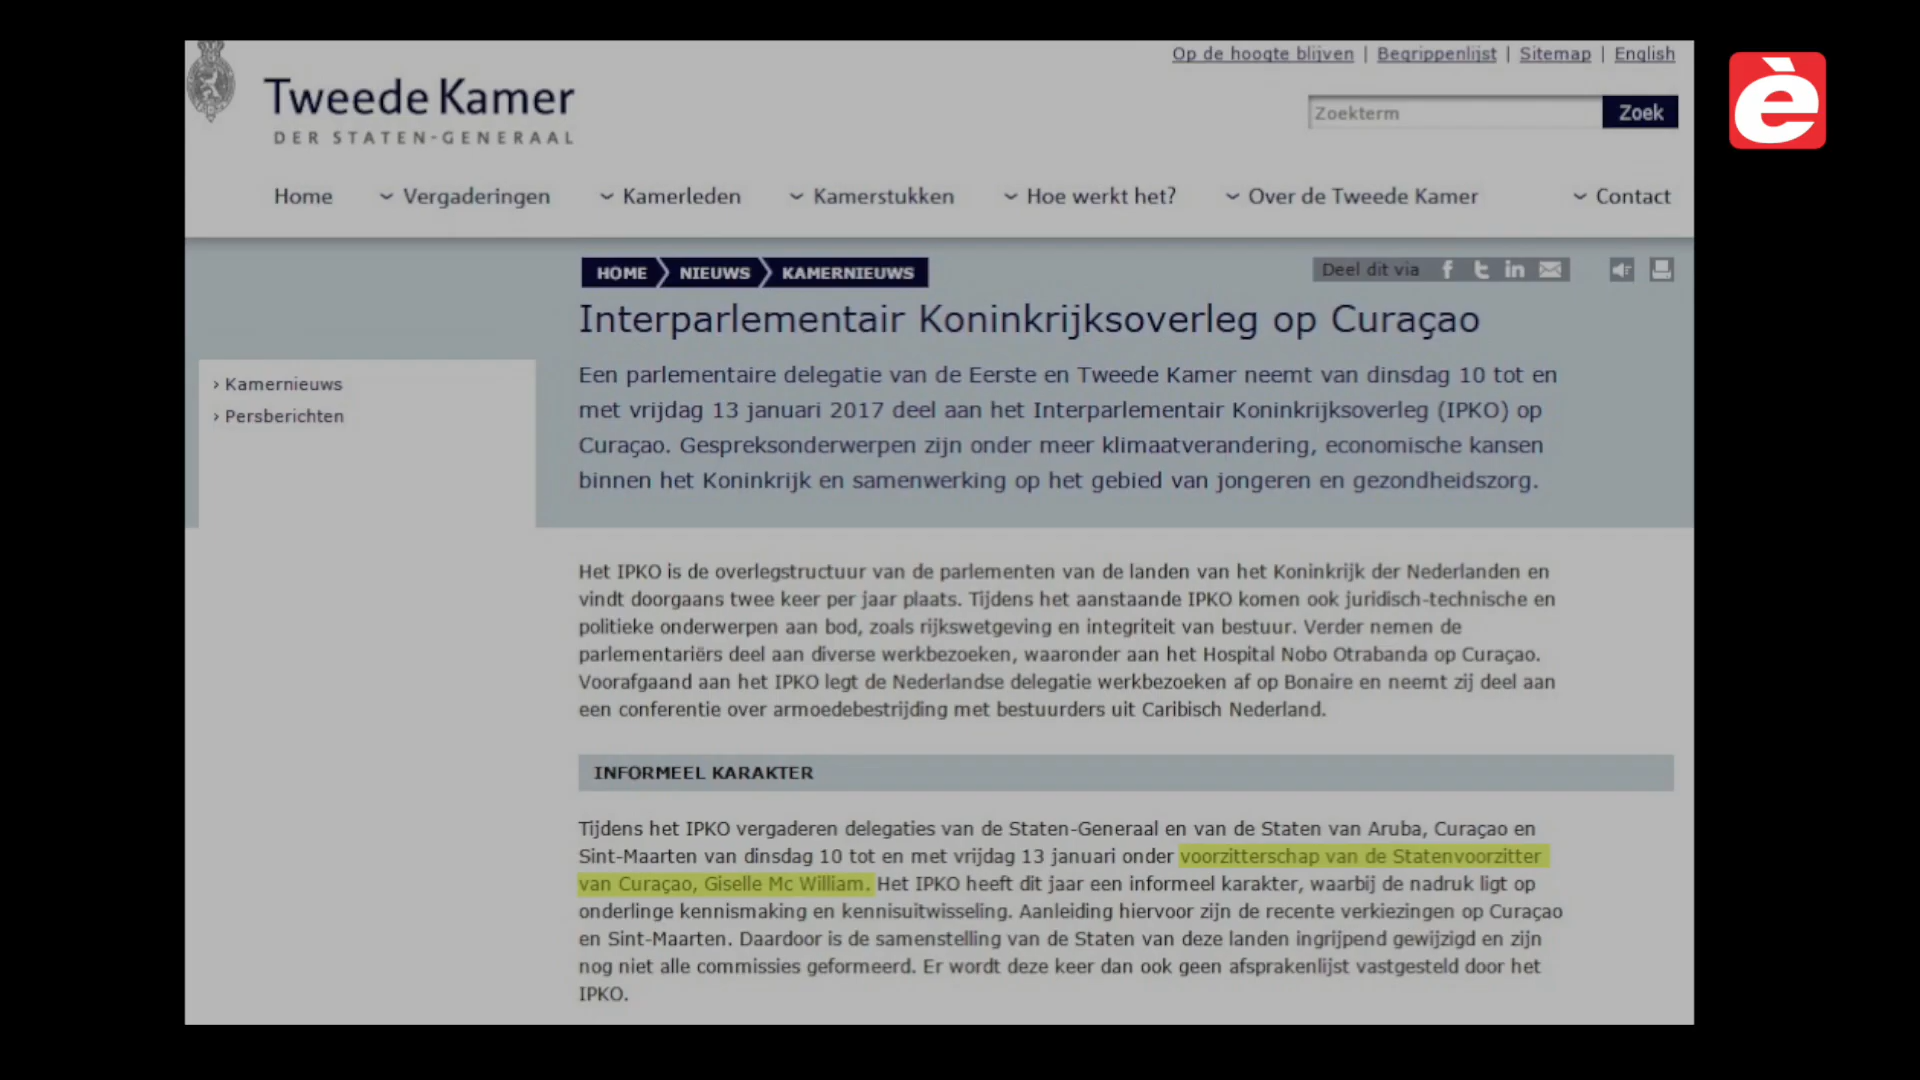 Op de hoogte blijven | Begrippenlijst | Sitemap | English
Tweede Kamer
DER STATEN-GENERAAL
Zoekterm
Zoek
è
Home
Vergaderingen
Kamerleden
Kamerstukken
Hoe werkt het?
Over de Tweede Kamer
Contact
HOME
NIEUWS
KAMERNIEUWS
Deel dit via
Interparlementair Koninkrijksoverleg op Curaçao
› Kamernieuws
› Persberichten
Een parlementaire delegatie van de Eerste en Tweede Kamer neemt van dinsdag 10 tot en
met vrijdag 13 januari 2017 deel aan het Interparlementair Koninkrijksoverleg (IPKO) op
Curaçao. Gespreksonderwerpen zijn onder meer klimaatverandering, economische kansen
binnen het Koninkrijk en samenwerking op het gebied van jongeren en gezondheidszorg.
Het IPKO is de overlegstructuur van de parlementen van de landen van het Koninkrijk der Nederlanden en
vindt doorgaans twee keer per jaar plaats. Tijdens het aanstaande IPKO komen ook juridisch-technische en
politieke onderwerpen aan bod, zoals rijkswetgeving en integriteit van bestuur. Verder nemen de
parlementariërs deel aan diverse werkbezoeken, waaronder aan het Hospital Nobo Otrabanda op Curaçao.
Voorafgaand aan het IPKO legt de Nederlandse delegatie werkbezoeken af op Bonaire en neemt zij deel aan
een conferentie over armoedebestrijding met bestuurders uit Caribisch Nederland.
INFORMEEL KARAKTER
Tijdens het IPKO vergaderen delegaties van de Staten-Generaal en van de Staten van Aruba, Curaçao en
Sint-Maarten van dinsdag 10 tot en met vrijdag 13 januari onder voorzitterschap van de Statenvoorzitter
van Curaçao, Giselle Mc William. Het IPKO heeft dit jaar een informeel karakter, waarbij de nadruk ligt op
onderlinge kennismaking en kennisuitwisseling. Aanleiding hiervoor zijn de recente verkiezingen op Curaçao
en Sint-Maarten. Daardoor is de samenstelling van de Staten van deze landen ingrijpend gewijzigd en zijn
nog niet alle commissies geformeerd. Er wordt deze keer dan ook geen afsprakenlijst vastgesteld door het
IPKO.